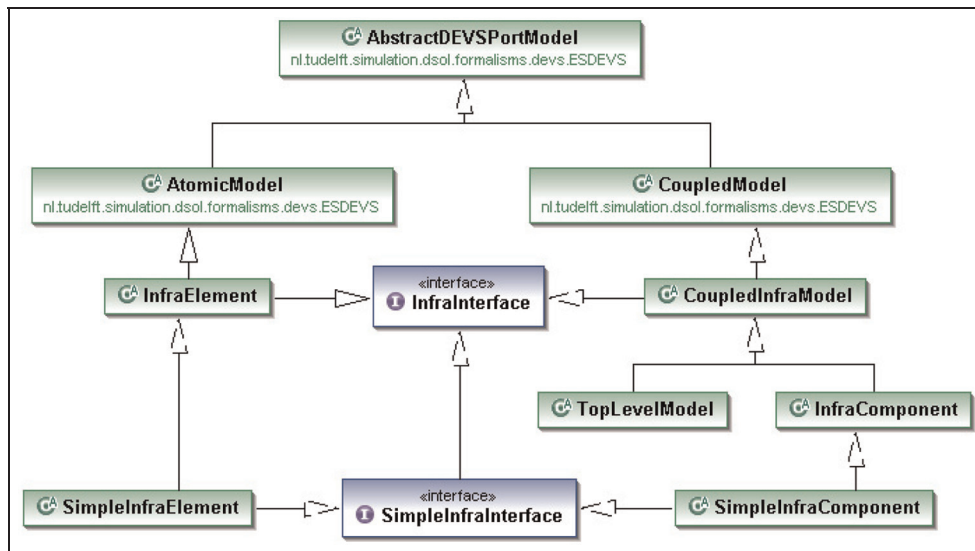 AbstractDEVSPortModel
nl.tudelft.simulation.dsol.formalisms.devs.ESDEVS
AtomicModel
nl.tudelft.simulation.dsol.formalisms.devs.ESDEVS
CoupledModel
nl.tudelft.simulation.dsol.formalisms.devs.ESDEVS
InfraElement
«interface»
InfraInterface
CoupledInfraModel
TopLevelModel
InfraComponent
SimpleInfraElement
«interface»
SimpleInfraInterface
SimpleInfraComponent